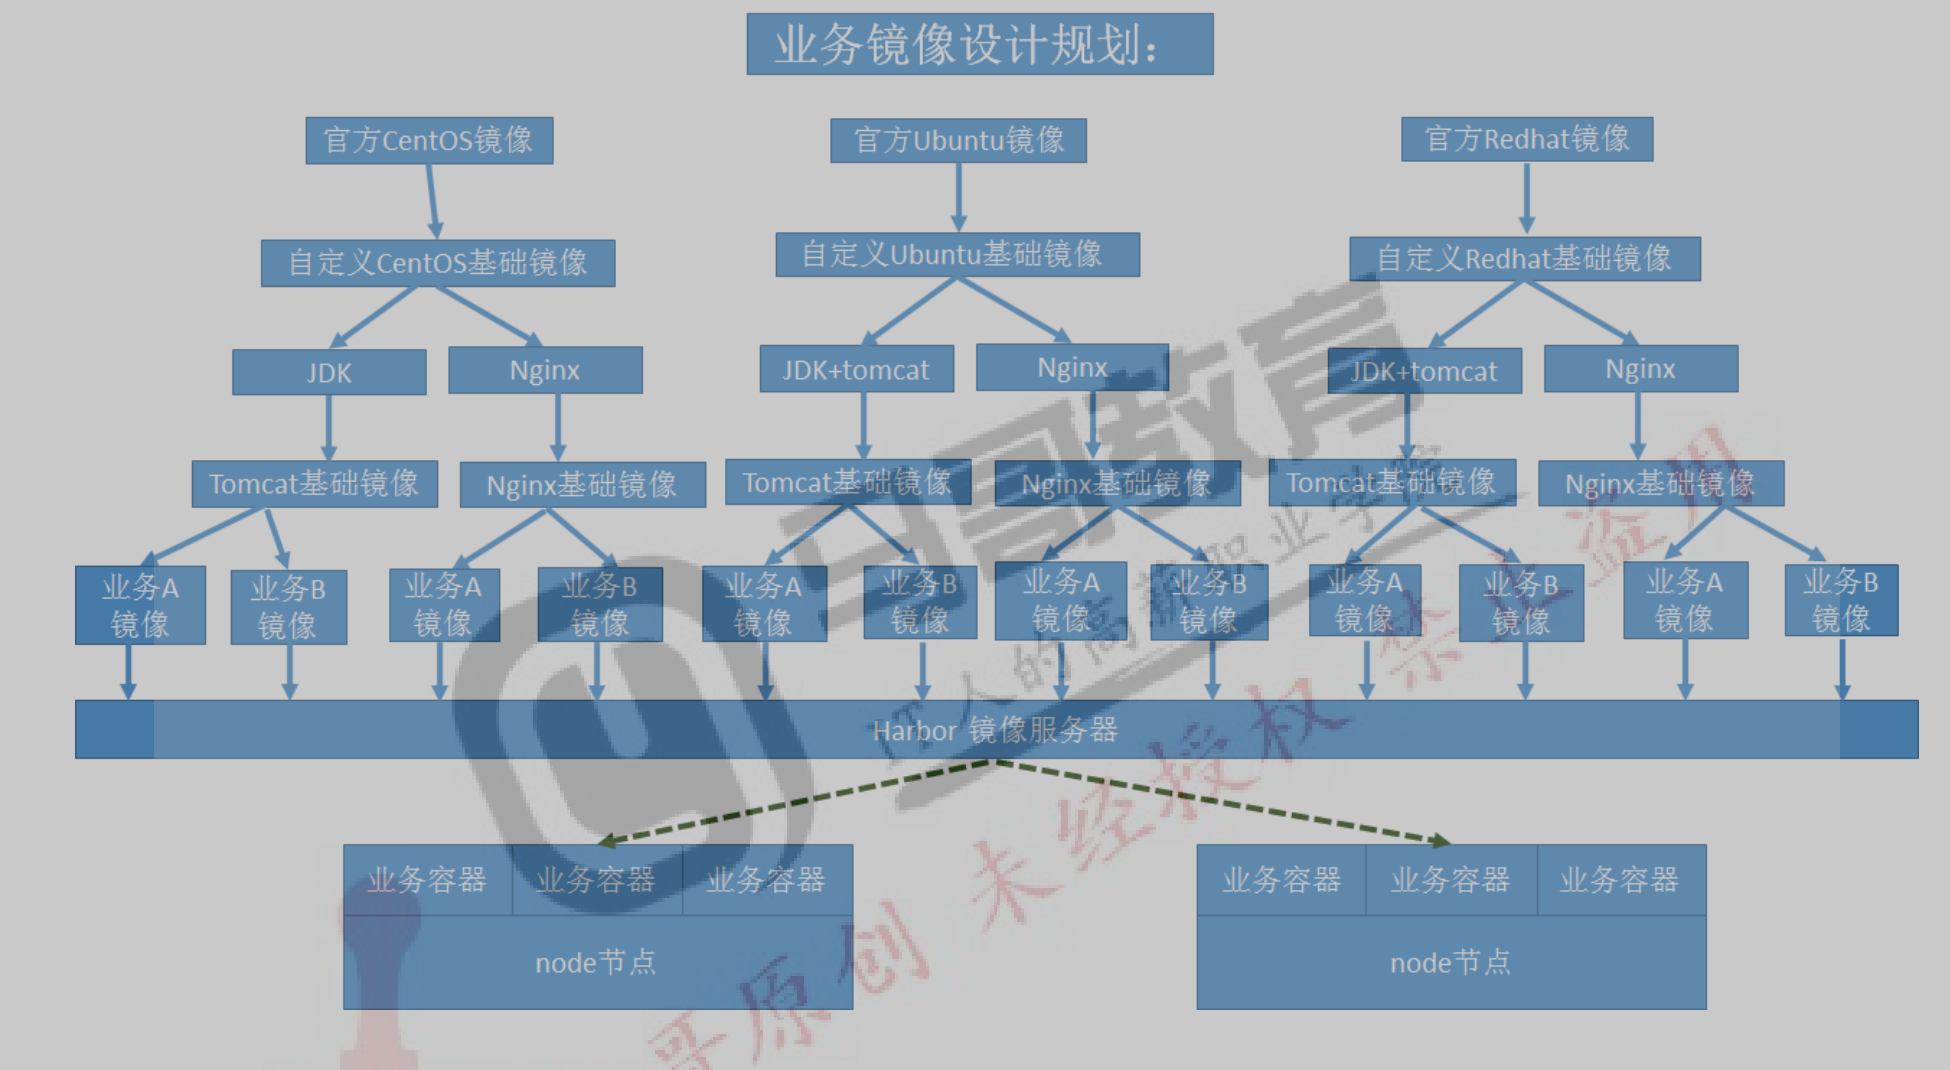 业务镜像设计规划：
官方CentOS镜像
官方Ubuntu镜像
官方Redhat镜像
自定义CentOS基础镜像
自定义Ubuntu基础镜像
自定义Redhat基础镜像
JDK
Nginx
JDK+tomcat
Nginx
JDK+tomcat
Nginx
Tomcat基础镜像
Nginx基础镜像
Tomcat基础镜像
Nginx基础镜像
Tomcat基础镜像
Nginx基础镜像
业务A
镜像
业务B
镜像
业务A
镜像
业务B
镜像
业务A
镜像
业务B
镜像
业务A
镜像
业务B
镜像
业务A
镜像
业务B
镜像
业务A
镜像
业务B
镜像
Harbor 镜像服务器
业务容器
业务容器
业务容器
业务容器
业务容器
业务容器
node节点
node节点
马哥教育
IT人的高薪职业学院
哥原创 未经授权 禁止盗用